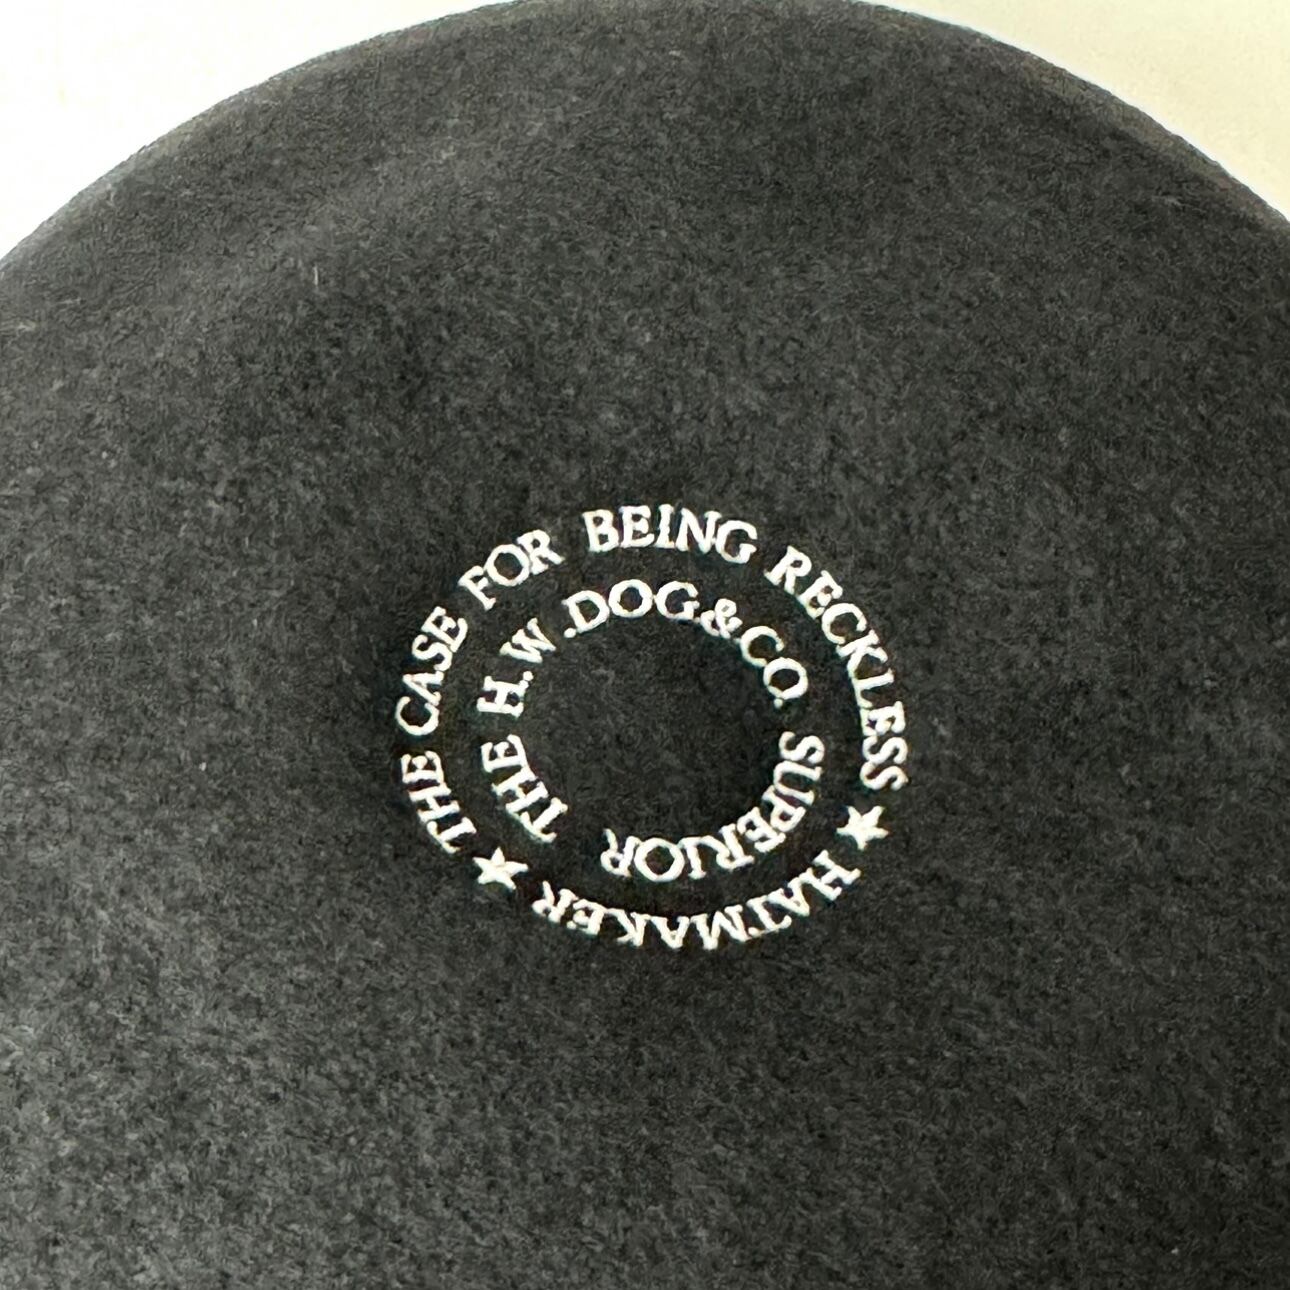 THE CASE FOR BEING RECKLESS ★ HATMAKER ★
THE H.W.DOG&CO. SUPERIOR